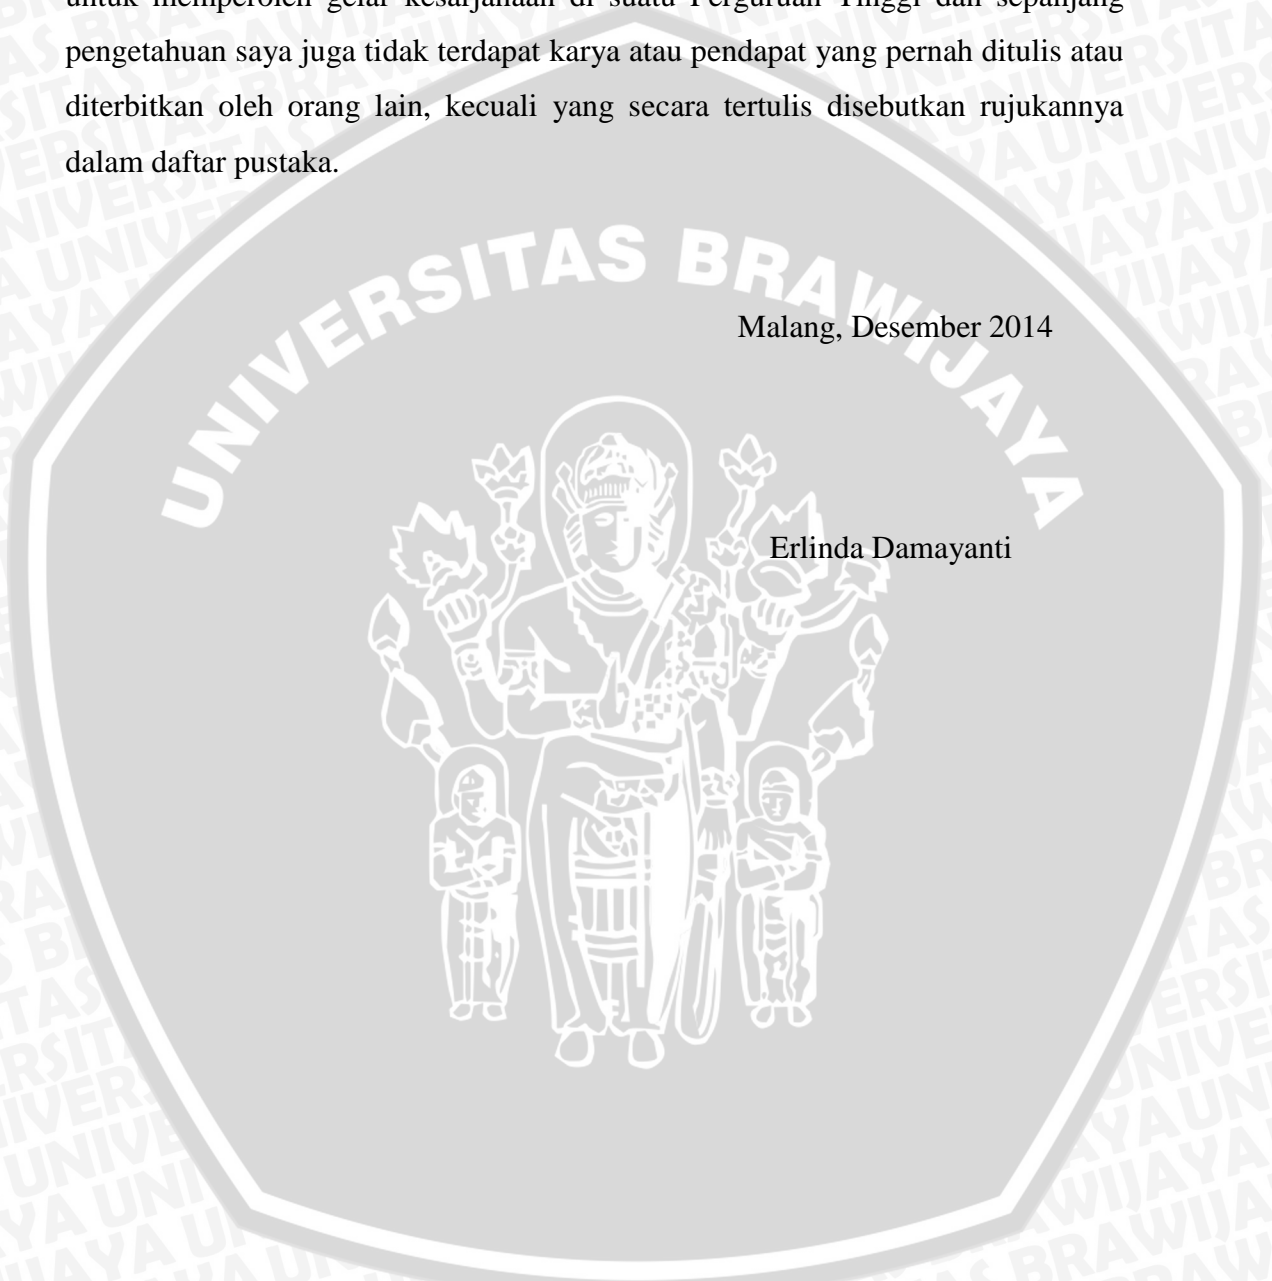 untuk memperoleh gelar kesarjanaan di suatu Perguruan Tinggi dan sepanjang
pengetahuan saya juga tidak terdapat karya atau pendapat yang pernah ditulis atau
diterbitkan oleh orang lain, kecuali yang secara tertulis disebutkan rujukannya
dalam daftar pustaka.
UNIVERSITAS BRAWIJAYA
Malang, Desember 2014
Erlinda Damayanti